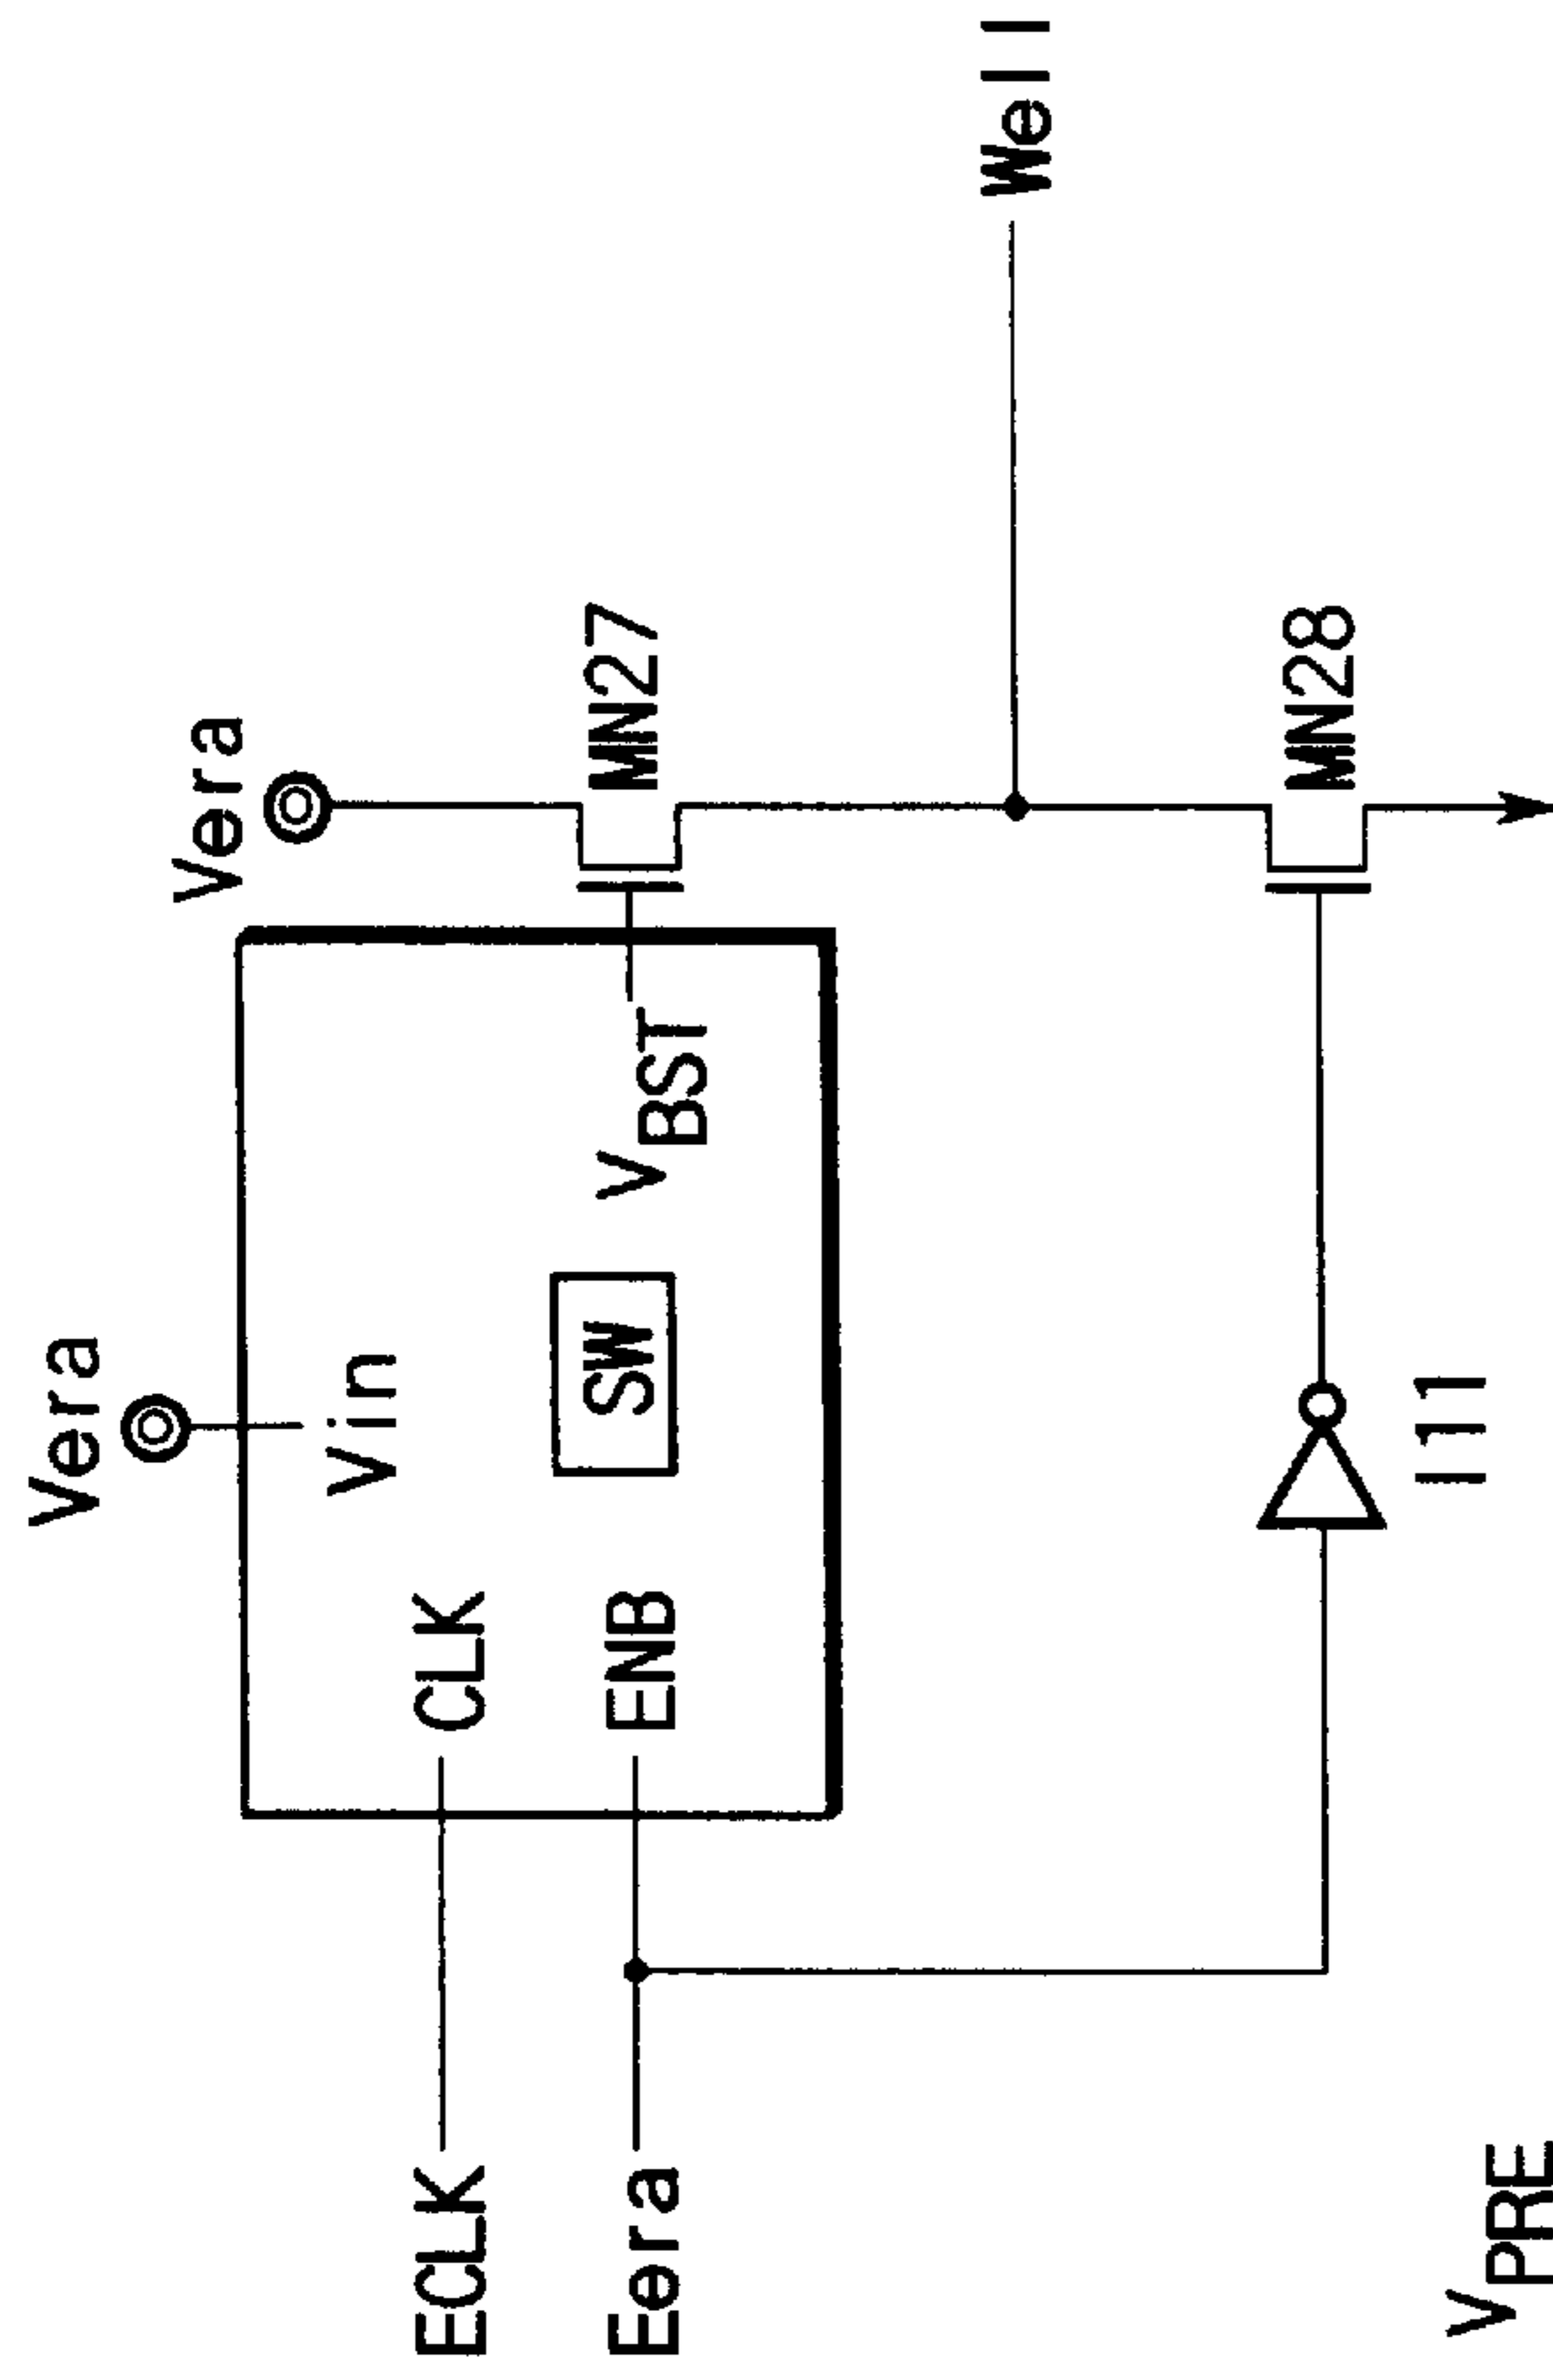 Vera
Vera
Vin
CLK
ECLK
SW
VBST
MN27
ENB
Eera
Well
I11
MN28
VPRE